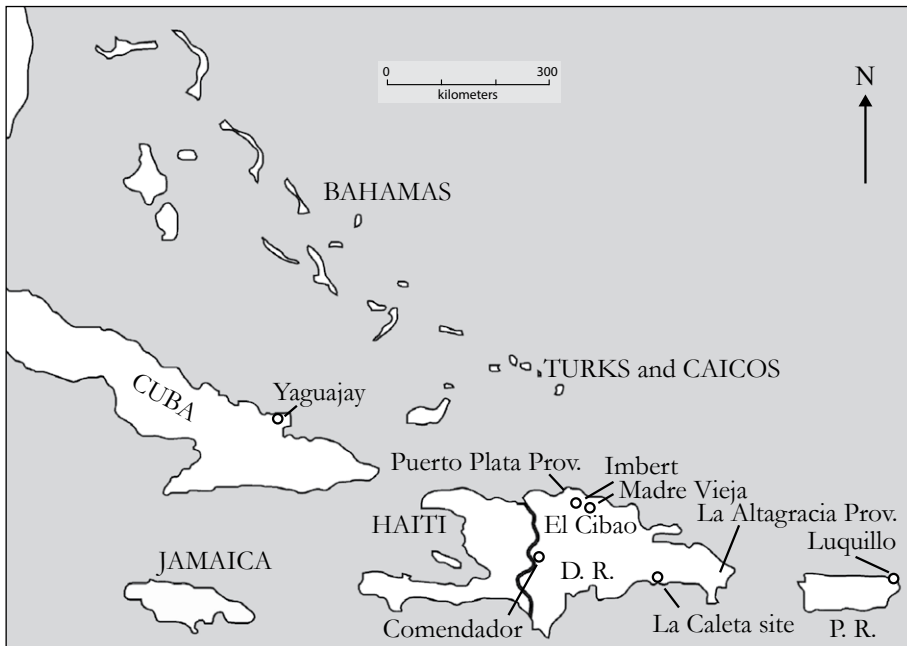 0 300
kilometers
N
BAHAMAS
TURKS and CAICOS
CUBA
Yaguajay
Puerto Plata Prov.
Imbert
Madre Vieja
La Altagracia Prov.
El Cibao
HAITI
Luquillo
JAMAICA
D. R.
Comendador
La Caleta site
P. R.